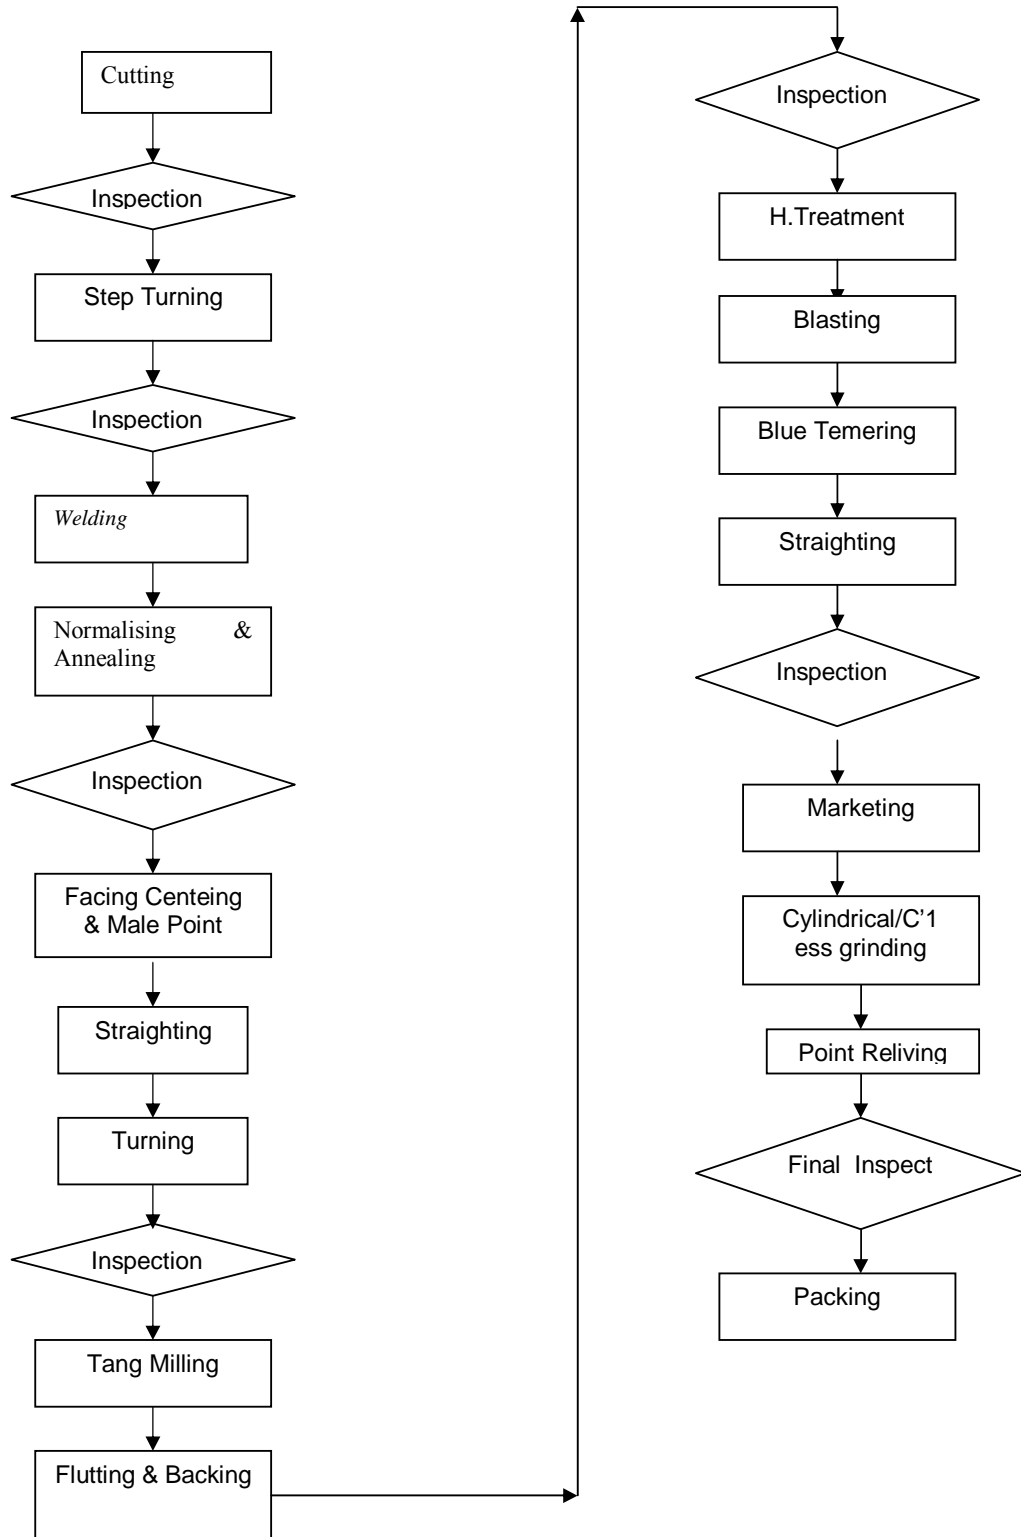 Cutting
Inspection
Step Turning
Inspection
Welding
Normalising &
Annealing
Inspection
Facing Centeing
& Male Point
Straighting
Turning
Inspection
Tang Milling
Flutting & Backing
Inspection
H.Treatment
Blasting
Blue Temering
Straighting
Inspection
Marketing
Cylindrical/C'1
ess grinding
Point Reliving
Final Inspect
Packing